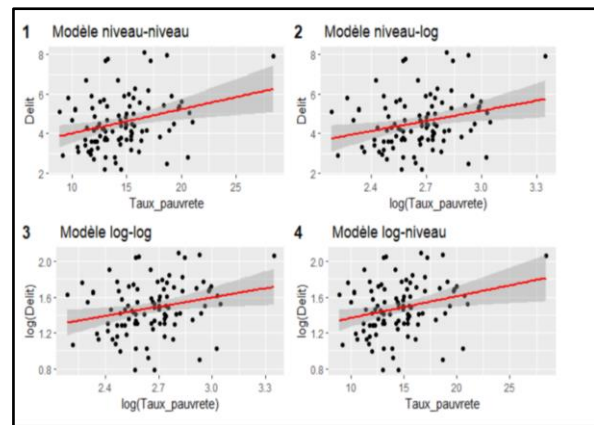 1 Modèle niveau-niveau
8
6
4
2
Delit
10 15 20 25
Taux_pauvrete
2 Modèle niveau-log
8
6
4
2
Delit
2.4 2.7 3.0 3.3
log(Taux_pauvrete)
3 Modèle log-log
2.0
1.6
1.2
0.8
log(Delit)
2.4 2.7 3.0 3.3
log(Taux_pauvrete)
4 Modèle log-niveau
2.0
1.6
1.2
0.8
log(Delit)
10 15 20 25
Taux_pauvrete